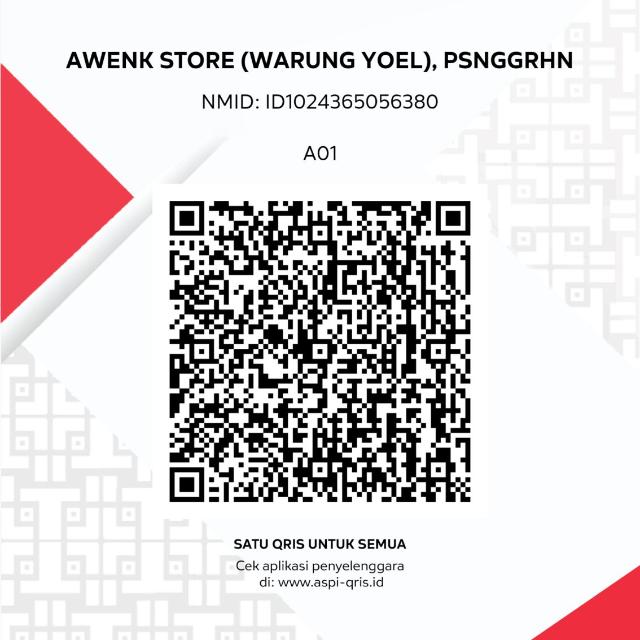 AWENK STORE (WARUNG YOEL), PSNGGRHN
NMID: ID1024365056380
A01
SATU QRIS UNTUK SEMUA
Cek aplikasi penyelenggara
di: www.aspi-qris.id